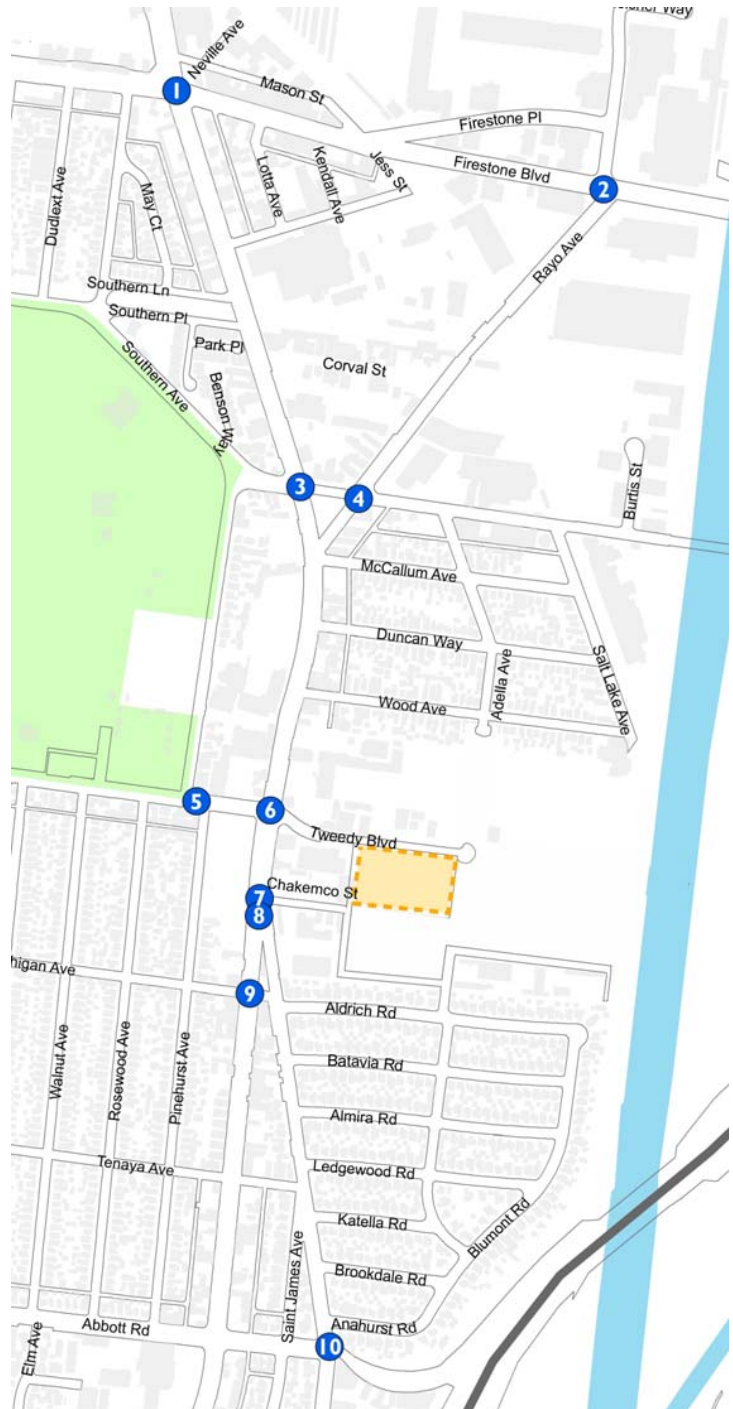 Neville Ave
1
Mason St
Firestone Pl
Firestone Blvd
2
Dudlext Ave
May Ct
Lotta Ave
Kendall Ave
Jess St
Rayo Ave
Southern Ln
Southern Pl
Park Pl
Corval St
Southern Ave
Benson Way
3
4
Burtis St
McCallum Ave
Duncan Way
Adella Ave
Salt Lake Ave
Wood Ave
5
6
Tweedy Blvd
Chakemco St
7
8
higan Ave
9
Aldrich Rd
Walnut Ave
Rosewood Ave
Pinehurst Ave
Batavia Rd
Almira Rd
Tenaya Ave
Ledgewood Rd
Katella Rd
Blumont Rd
Saint James Ave
Brookdale Rd
Anahurst Rd
Abbott Rd
Elm Ave
10